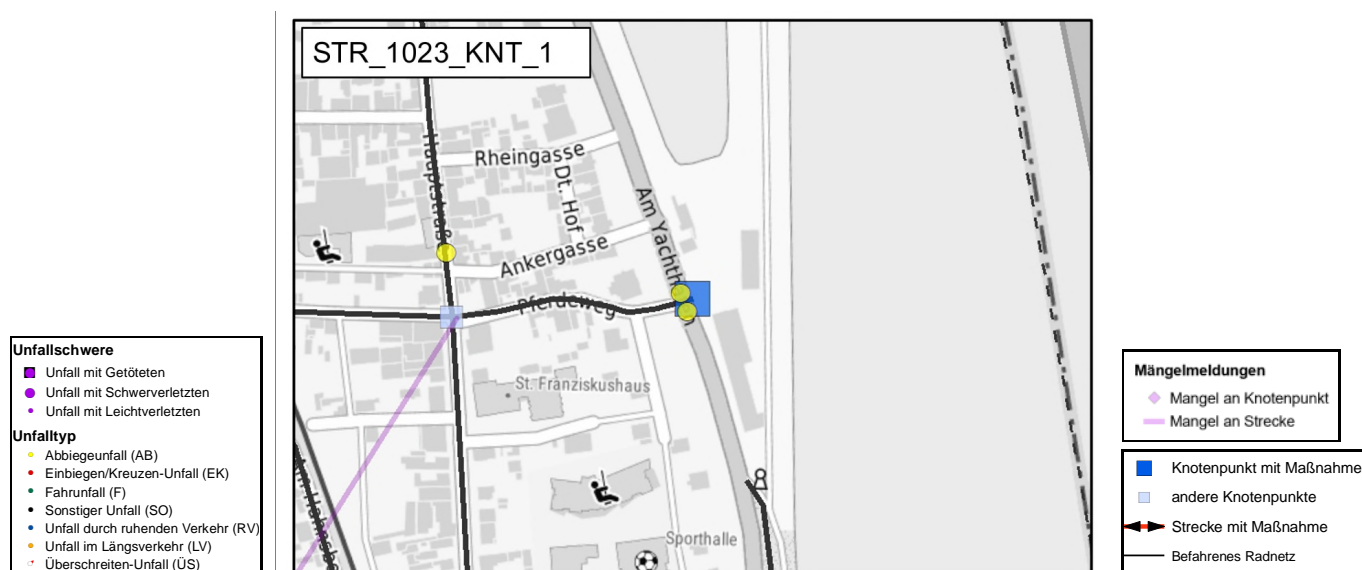 STR_1023_KNT_1
Hauptstraße
Rheingasse
Dt. Hof
Am Yachth
Ankergasse
Pferdeweg
St. Franziskushaus
Sporthalle
Unfallschwere
Unfall mit Getöteten
Unfall mit Schwerverletzten
Unfall mit Leichtverletzten
Unfalltyp
Abbiegeunfall (AB)
Einbiegen/Kreuzen-Unfall (EK)
Fahrunfall (F)
Sonstiger Unfall (SO)
Unfall durch ruhenden Verkehr (RV)
Unfall im Längsverkehr (LV)
Überschreiten-Unfall (ÜS)
Mängelmeldungen
Mangel an Knotenpunkt
Mangel an Strecke
Knotenpunkt mit Maßnahme
andere Knotenpunkte
Strecke mit Maßnahme
Befahrenes Radnetz